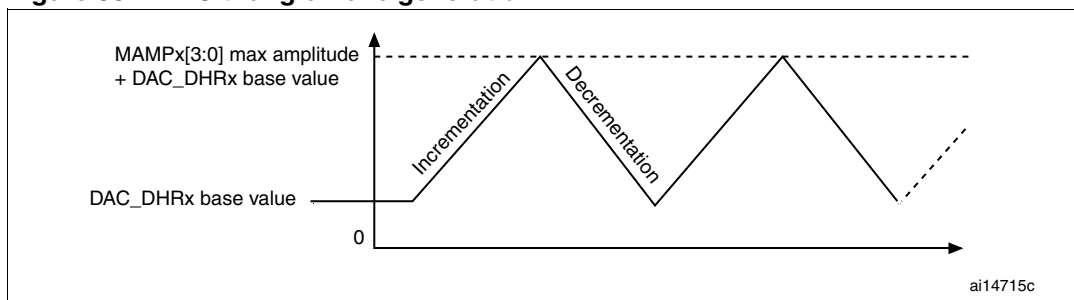 MAMPx[3:0] max amplitude
+ DAC_DHRx base value
Incrementation
Decrementation
DAC_DHRx base value
0
ai14715c